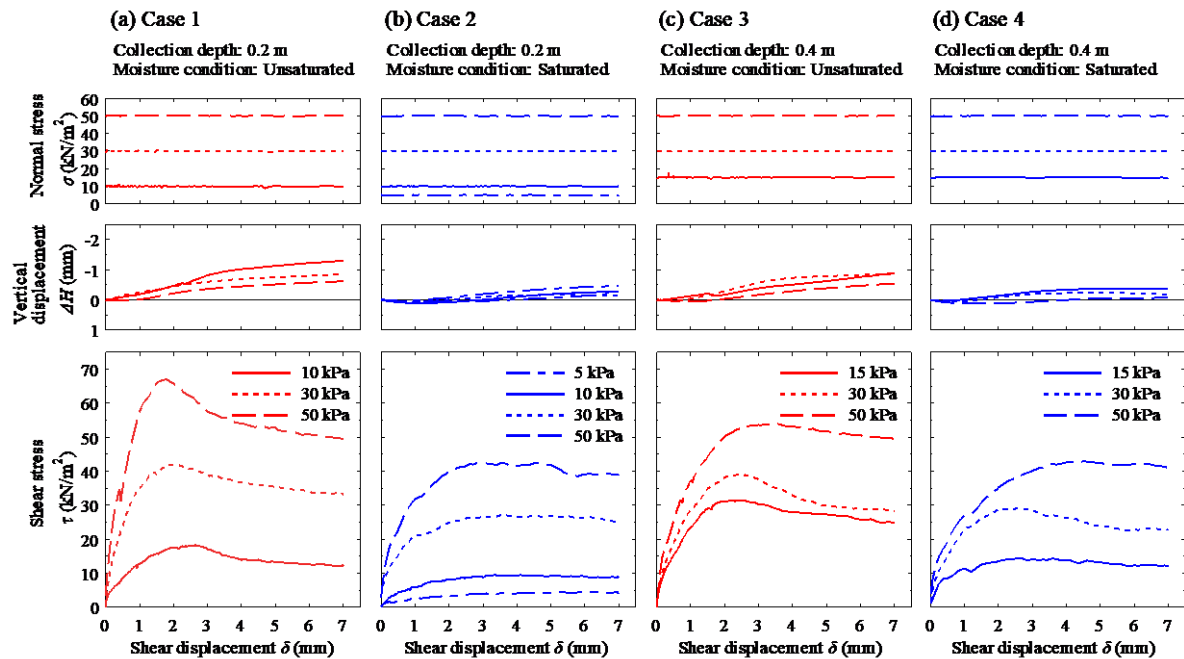 (a) Case 1
Collection depth: 0.2 m
Moisture condition: Unsaturated
(b) Case 2
Collection depth: 0.2 m
Moisture condition: Saturated
(c) Case 3
Collection depth: 0.4 m
Moisture condition: Unsaturated
(d) Case 4
Collection depth: 0.4 m
Moisture condition: Saturated
Normal stress
σ (kN/m²)
60
50
40
30
20
10
0
Vertical
displacement
ΔH (mm)
-2
-1
0
1
Shear stress
τ (kN/m²)
70
60
50
40
30
20
10
0
10 kPa
30 kPa
50 kPa
5 kPa
10 kPa
30 kPa
50 kPa
15 kPa
30 kPa
50 kPa
15 kPa
30 kPa
50 kPa
0 1 2 3 4 5 6 7
0 1 2 3 4 5 6 7
0 1 2 3 4 5 6 7
0 1 2 3 4 5 6 7
Shear displacement δ (mm)
Shear displacement δ (mm)
Shear displacement δ (mm)
Shear displacement δ (mm)